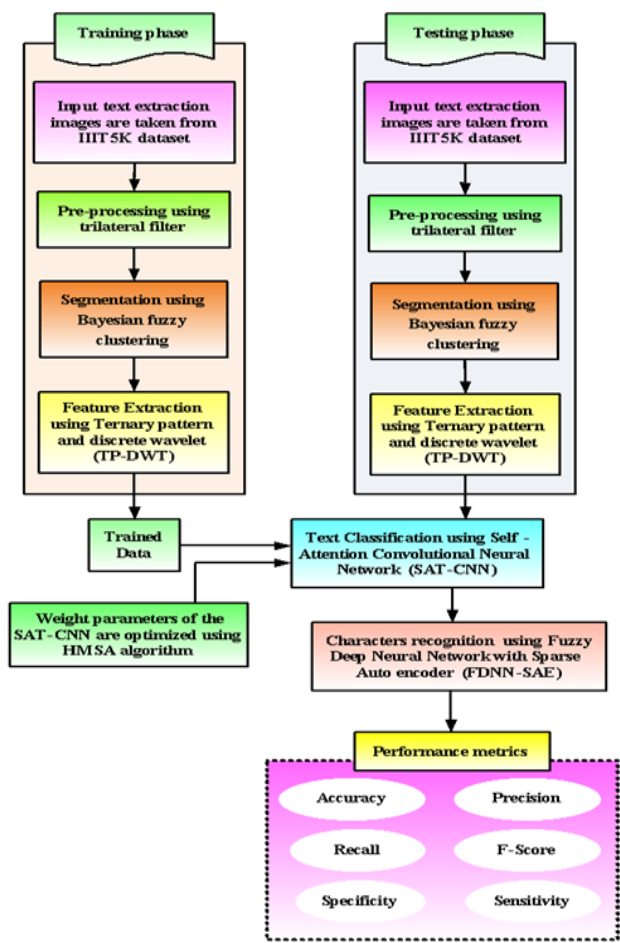 Training phase
Input text extraction
images are taken from
IIIT5K dataset
Pre-processing using
trilateral filter
Segmentation using
Bayesian fuzzy
clustering
Feature Extraction
using Ternary pattern
and discrete wavelet
(TP-DWT)
Trained
Data
Weight parameters of the
SAT-CNN are optimized using
HMSA algorithm
Testing phase
Input text extraction
images are taken from
IIIT5K dataset
Pre-processing using
trilateral filter
Segmentation using
Bayesian fuzzy
clustering
Feature Extraction
using Ternary pattern
and discrete wavelet
(TP-DWT)
Text Classification using Self -
Attention Convolutional Neural
Network (SAT-CNN)
Characters recognition using Fuzzy
Deep Neural Network with Sparse
Auto encoder (FDNN-SAE)
Performance metrics
Accuracy
Precision
Recall
F-Score
Specificity
Sensitivity